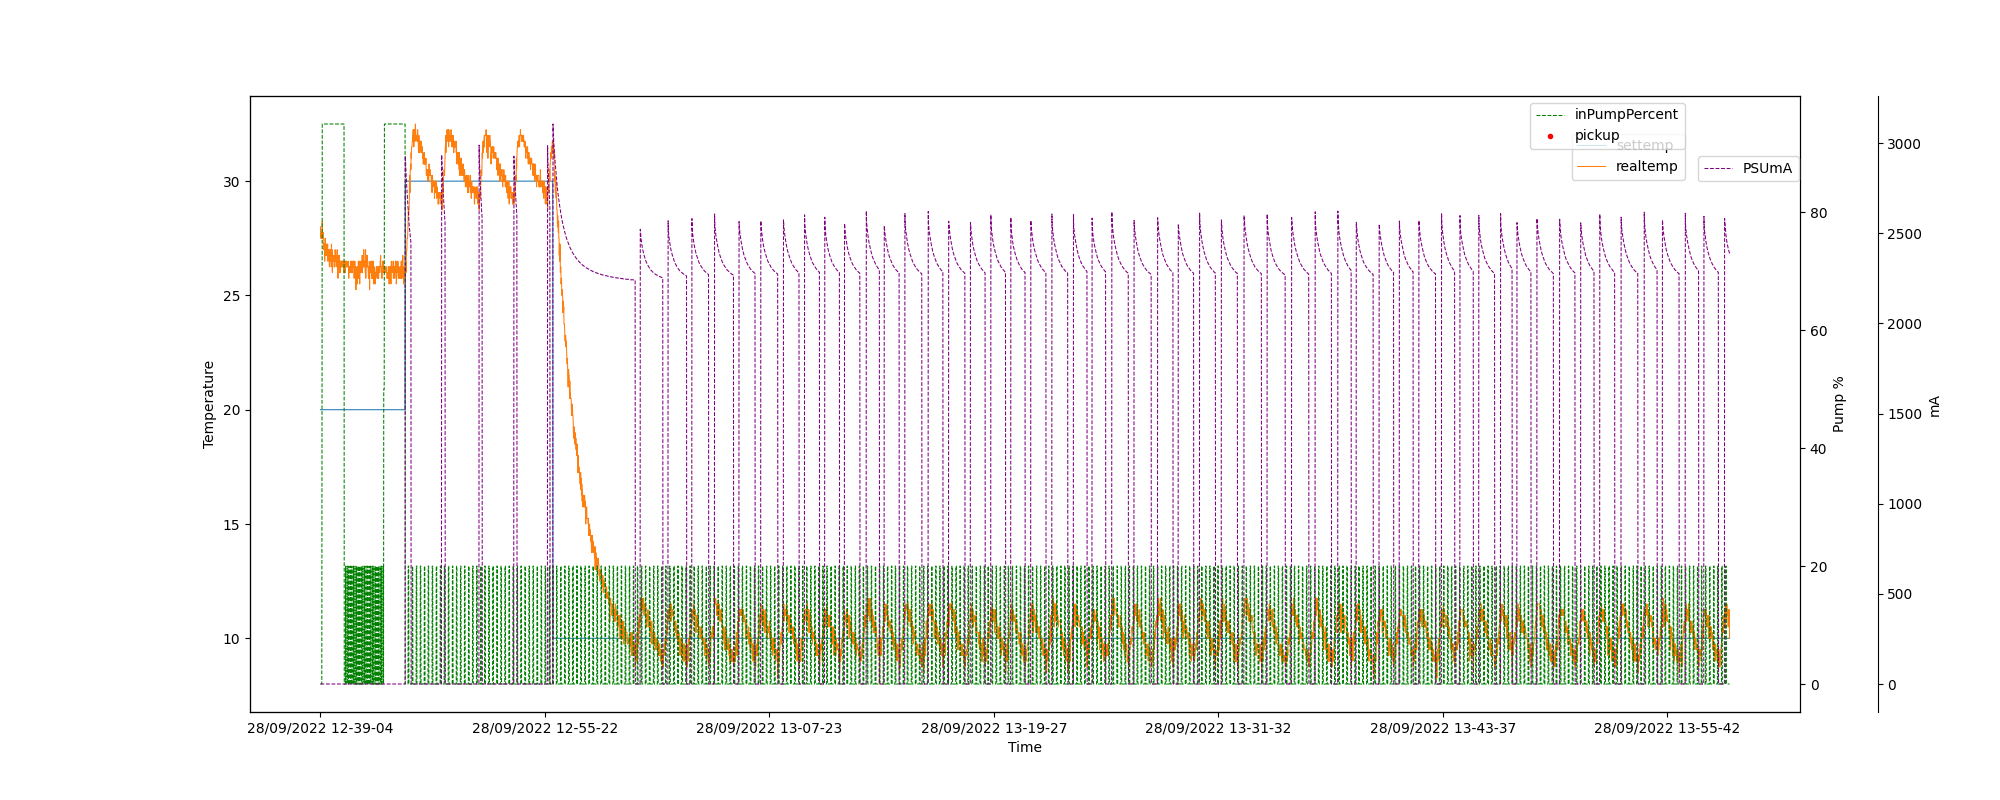 inPumpPercent
pickup
settemp
realtemp
PSUmA
30
25
20
15
10
Temperature
80
60
40
20
0
Pump %
3000
2500
2000
1500
1000
500
0
mA
28/09/2022 12-39-04
28/09/2022 12-55-22
28/09/2022 13-07-23
28/09/2022 13-19-27
28/09/2022 13-31-32
28/09/2022 13-43-37
28/09/2022 13-55-42
Time